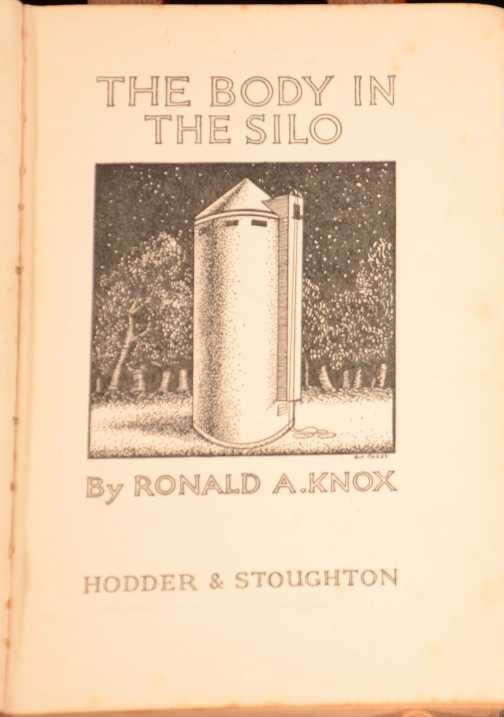 THE BODY IN
THE SILO
By RONALD A. KNOX
HODDER & STOUGHTON